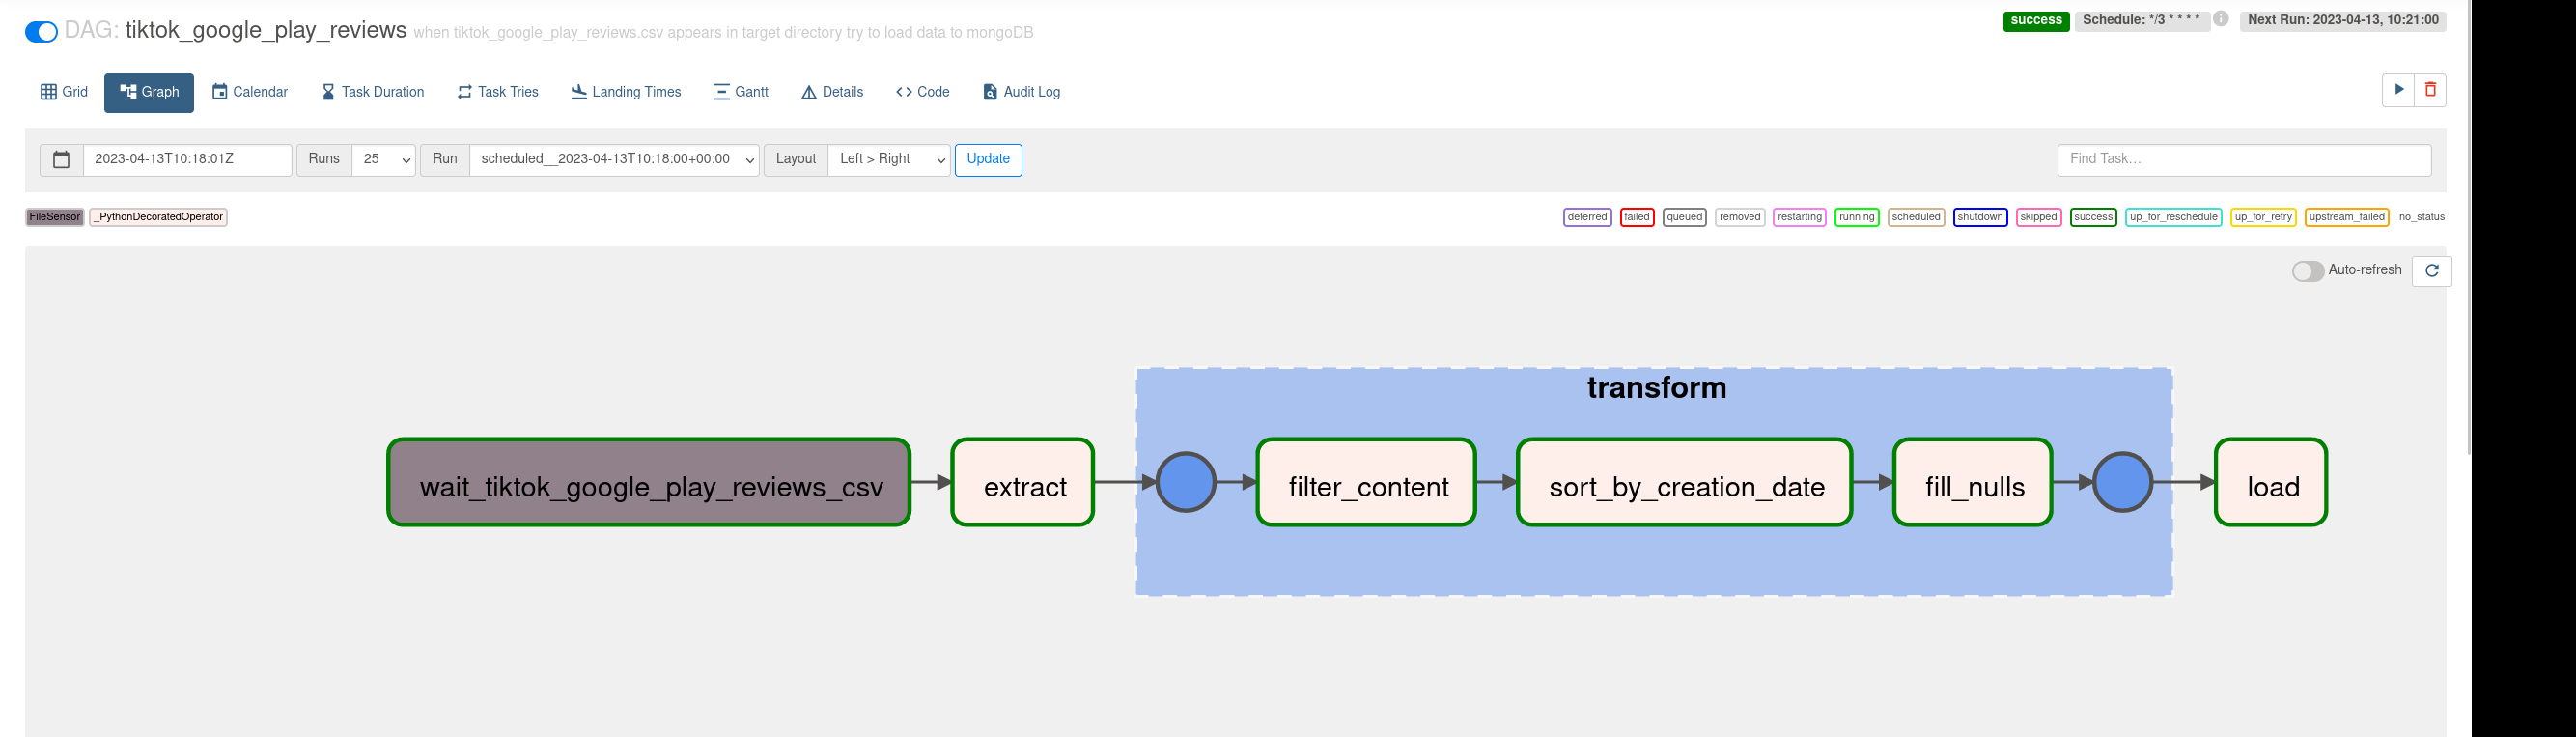 DAG: tiktok_google_play_reviews when tiktok_google_play_reviews.csv appears in target directory try to load data to mongoDB
success Schedule: */3 * * * * Next Run: 2023-04-13, 10:21:00
Grid Graph Calendar Task Duration Task Tries Landing Times Gantt Details Code Audit Log
2023-04-13T10:18:01Z Runs 25 Run scheduled__2023-04-13T10:18:00+00:00 Layout Left > Right Update Find Task...
FileSensor _PythonDecoratedOperator deferred failed queued removed restarting running scheduled shutdown skipped success up_for_reschedule up_for_retry upstream_failed no_status
Auto-refresh
transform
wait_tiktok_google_play_reviews_csv extract filter_content sort_by_creation_date fill_nulls load